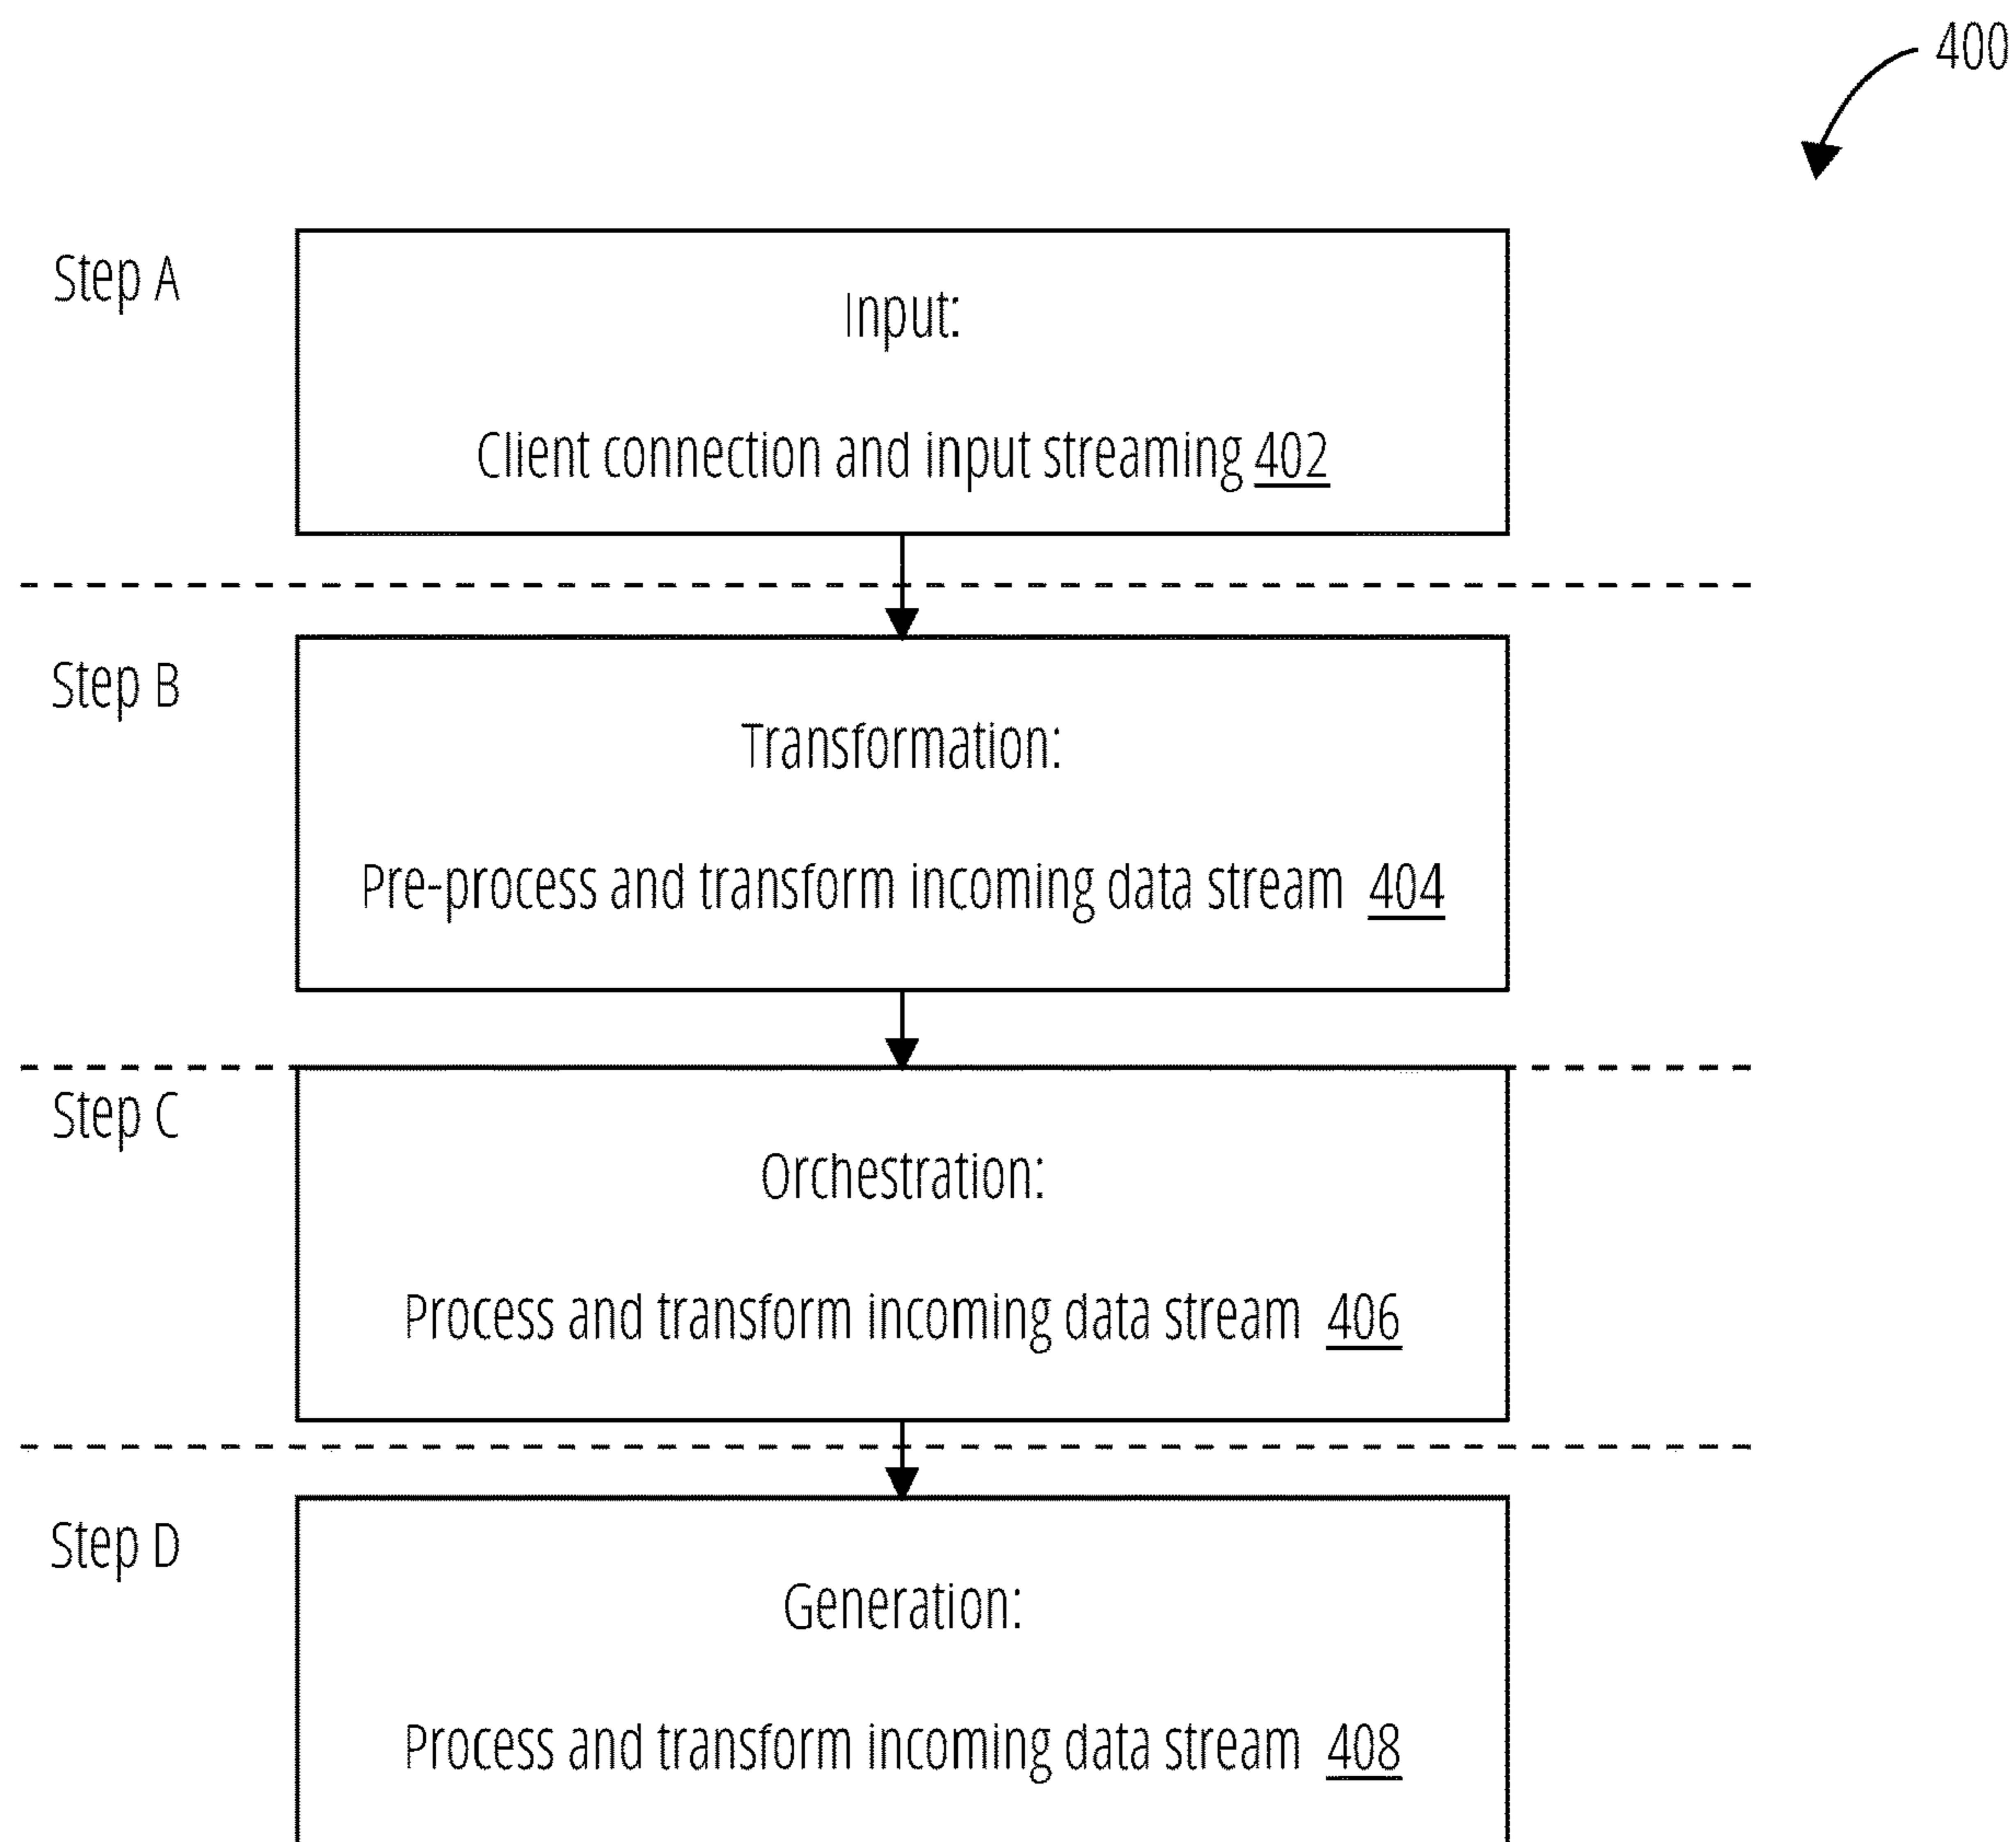 400
Step A
Input:
Client connection and input streaming 402
Step B
Transformation:
Pre-process and transform incoming data stream 404
Step C
Orchestration:
Process and transform incoming data stream 406
Step D
Generation:
Process and transform incoming data stream 408